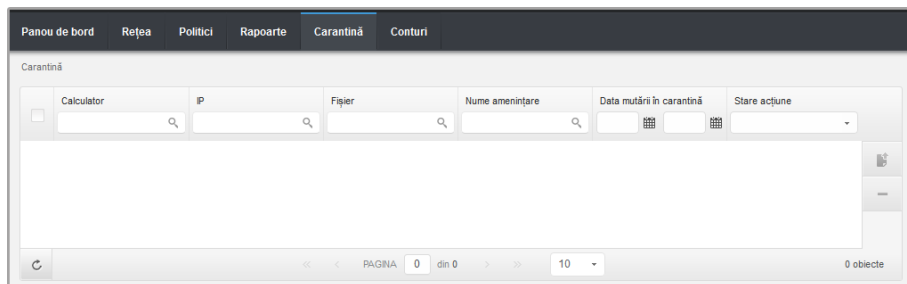 Panou de bord Rețea Politici Rapoarte Carantină Conturi
Carantină
Calculator IP Fișier Nume amenințare Data mutării în carantină Stare acțiune
PAGINA 0 din 0 10 0 obiecte